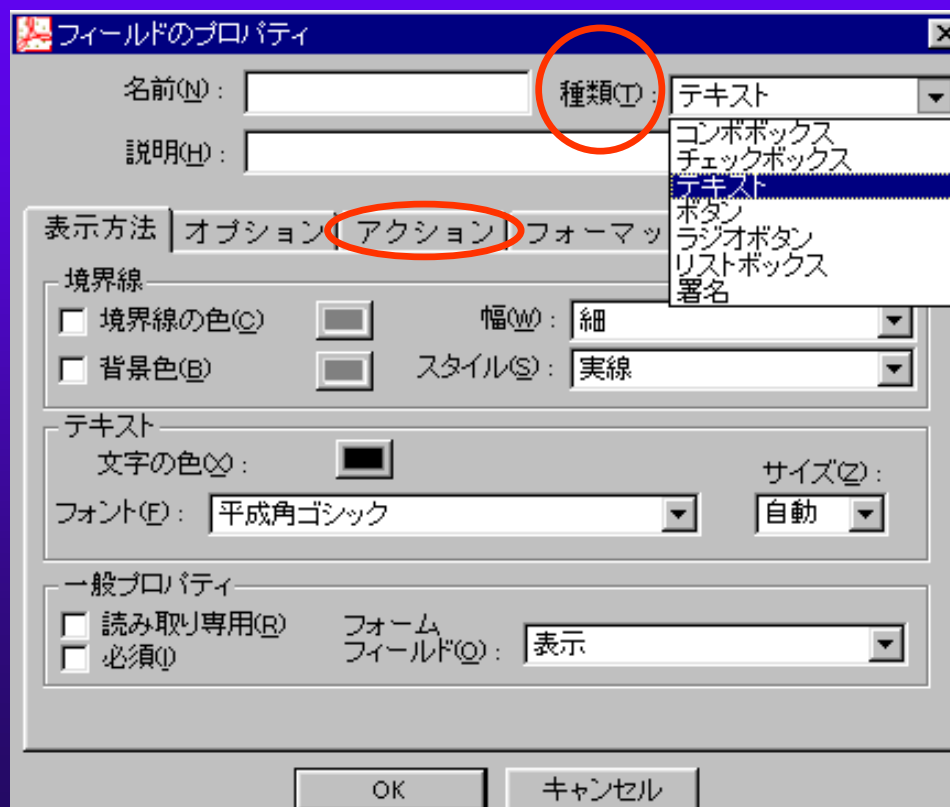 フィールドのプロパティ
名前(N)： 種類(T)： テキスト
コンボボックス
チェックボックス
テキスト
ボタン
ラジオボタン
リストボックス
署名
説明(H)：
表示方法 オプション アクション フォーマッ
境界線
境界線の色(C) 幅(W)： 細
背景色(B) スタイル(S)： 実線
テキスト
文字の色(X)：
サイズ(Z)：
フォント(F)： 平成角ゴシック 自動
一般プロパティ
読み取り専用(R)
必須(I)
フォーム
フィールド(O)： 表示
OK キャンセル